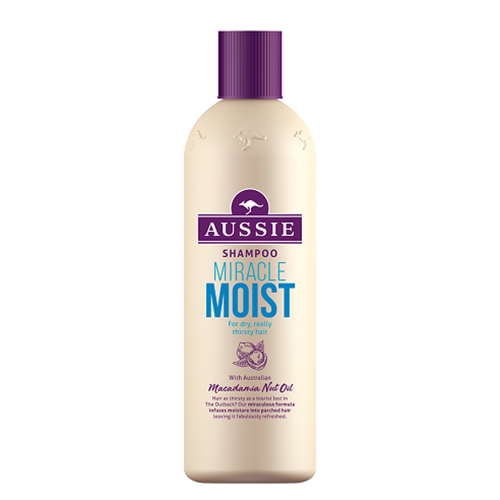 AUSSIE
SHAMPOO
MIRACLE
MOIST
For dry, really
thirsty hair
With Australian
Macadamia Nut Oil
Hair as thirsty as a tourist lost in
The Outback? Our miraculous formula
infuses moisture into parched hair
leaving it fabulously refreshed.